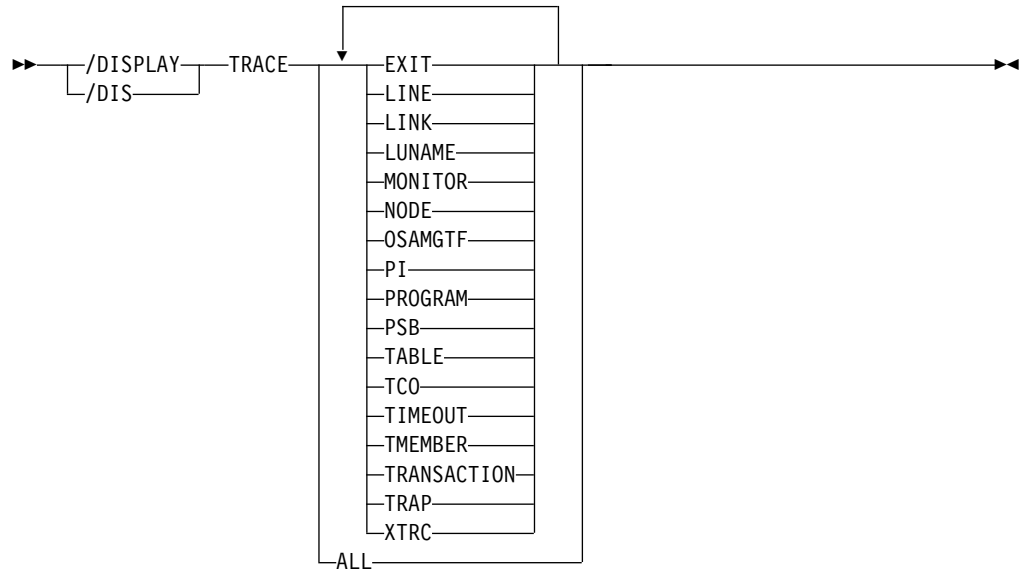 /DISPLAY TRACE EXIT
/DIS LINE
LINK
LUNAME
MONITOR
NODE
OSAMGTF
PI
PROGRAM
PSB
TABLE
TCO
TIMEOUT
TMEMBER
TRANSACTION
TRAP
XTRC
ALL